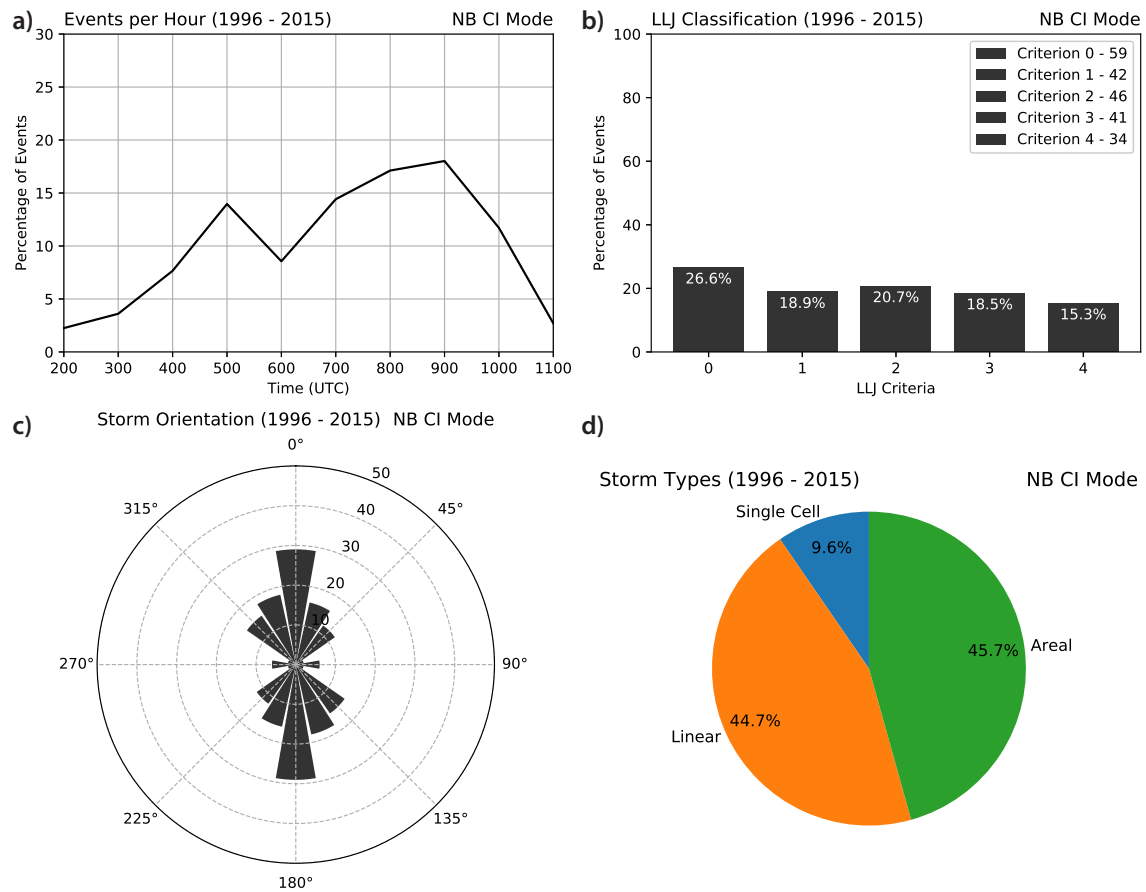 a) Events per Hour (1996 - 2015) NB CI Mode
30
25
20
15
10
5
0
Percentage of Events
200 300 400 500 600 700 800 900 1000 1100
Time (UTC)
b) LLJ Classification (1996 - 2015) NB CI Mode
100
80
60
40
20
0
Percentage of Events
Criterion 0 - 59
Criterion 1 - 42
Criterion 2 - 46
Criterion 3 - 41
Criterion 4 - 34
26.6% 18.9% 20.7% 18.5% 15.3%
0 1 2 3 4
LLJ Criteria
c) Storm Orientation (1996 - 2015) NB CI Mode
0°
45°
90°
135°
180°
225°
270°
315°
50
40
30
20
10
d)
Storm Types (1996 - 2015) NB CI Mode
Single Cell
9.6%
45.7% Areal
44.7%
Linear